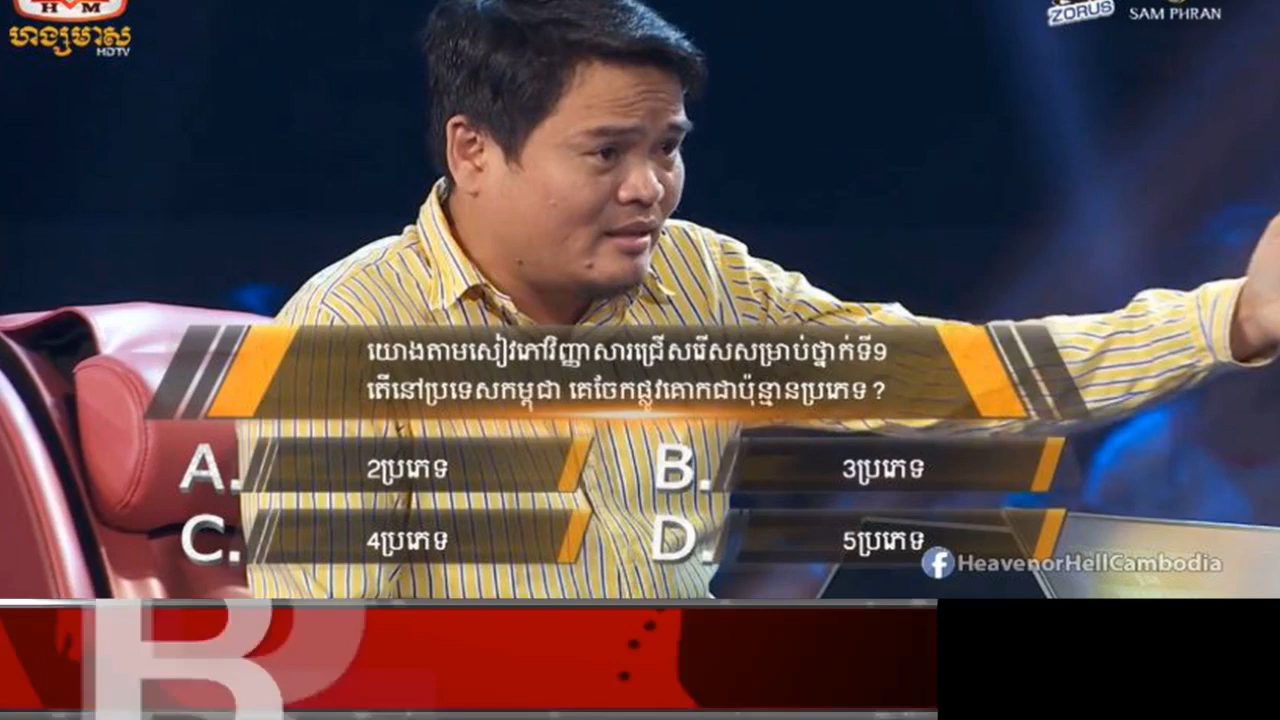 HM
ហង្សមាស
HDTV
ZORUS
SAM PHRAN
យោងតាមសៀវភៅវិញ្ញាសារជ្រើសរើសសម្រាប់ថ្នាក់ទី9
តើនៅប្រទេសកម្ពុជា គេចែកផ្លូវគោកជាប៉ុន្មានប្រភេទ ?
A. 2ប្រភេទ
B. 3ប្រភេទ
C. 4ប្រភេទ
D. 5ប្រភេទ
f HeavenorHellCambodia
B